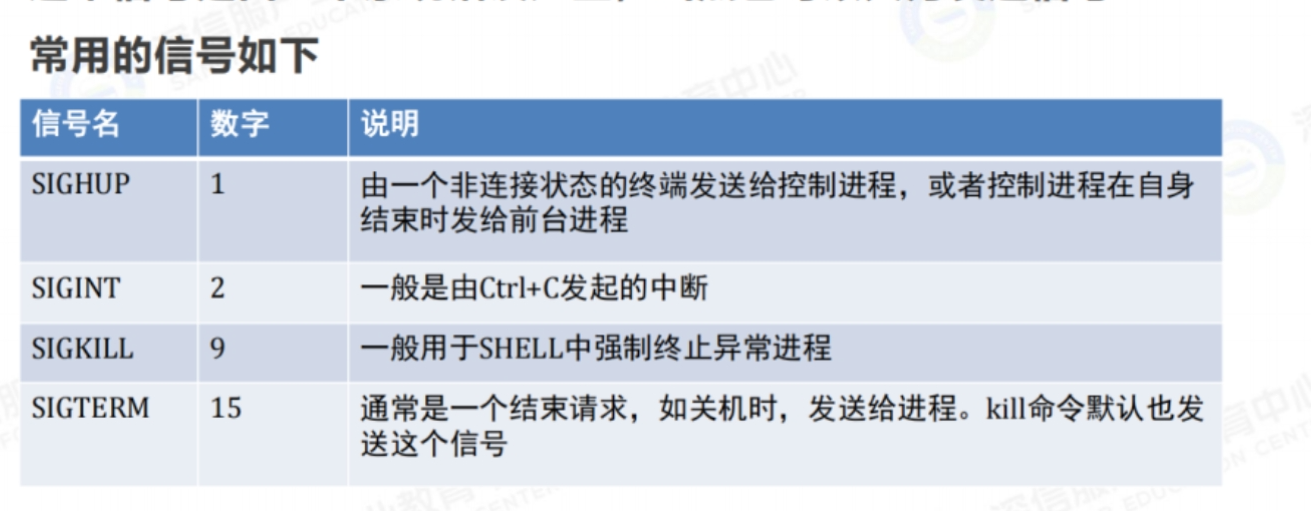 常用的信号如下
信号名 数字 说明
SIGHUP 1 由一个非连接状态的终端发送给控制进程，或者控制进程在自身
结束时发给前台进程
SIGINT 2 一般是由Ctrl+C发起的中断
SIGKILL 9 一般用于SHELL中强制终止异常进程
SIGTERM 15 通常是一个结束请求，如关机时，发送给进程。kill命令默认也发
送这个信号